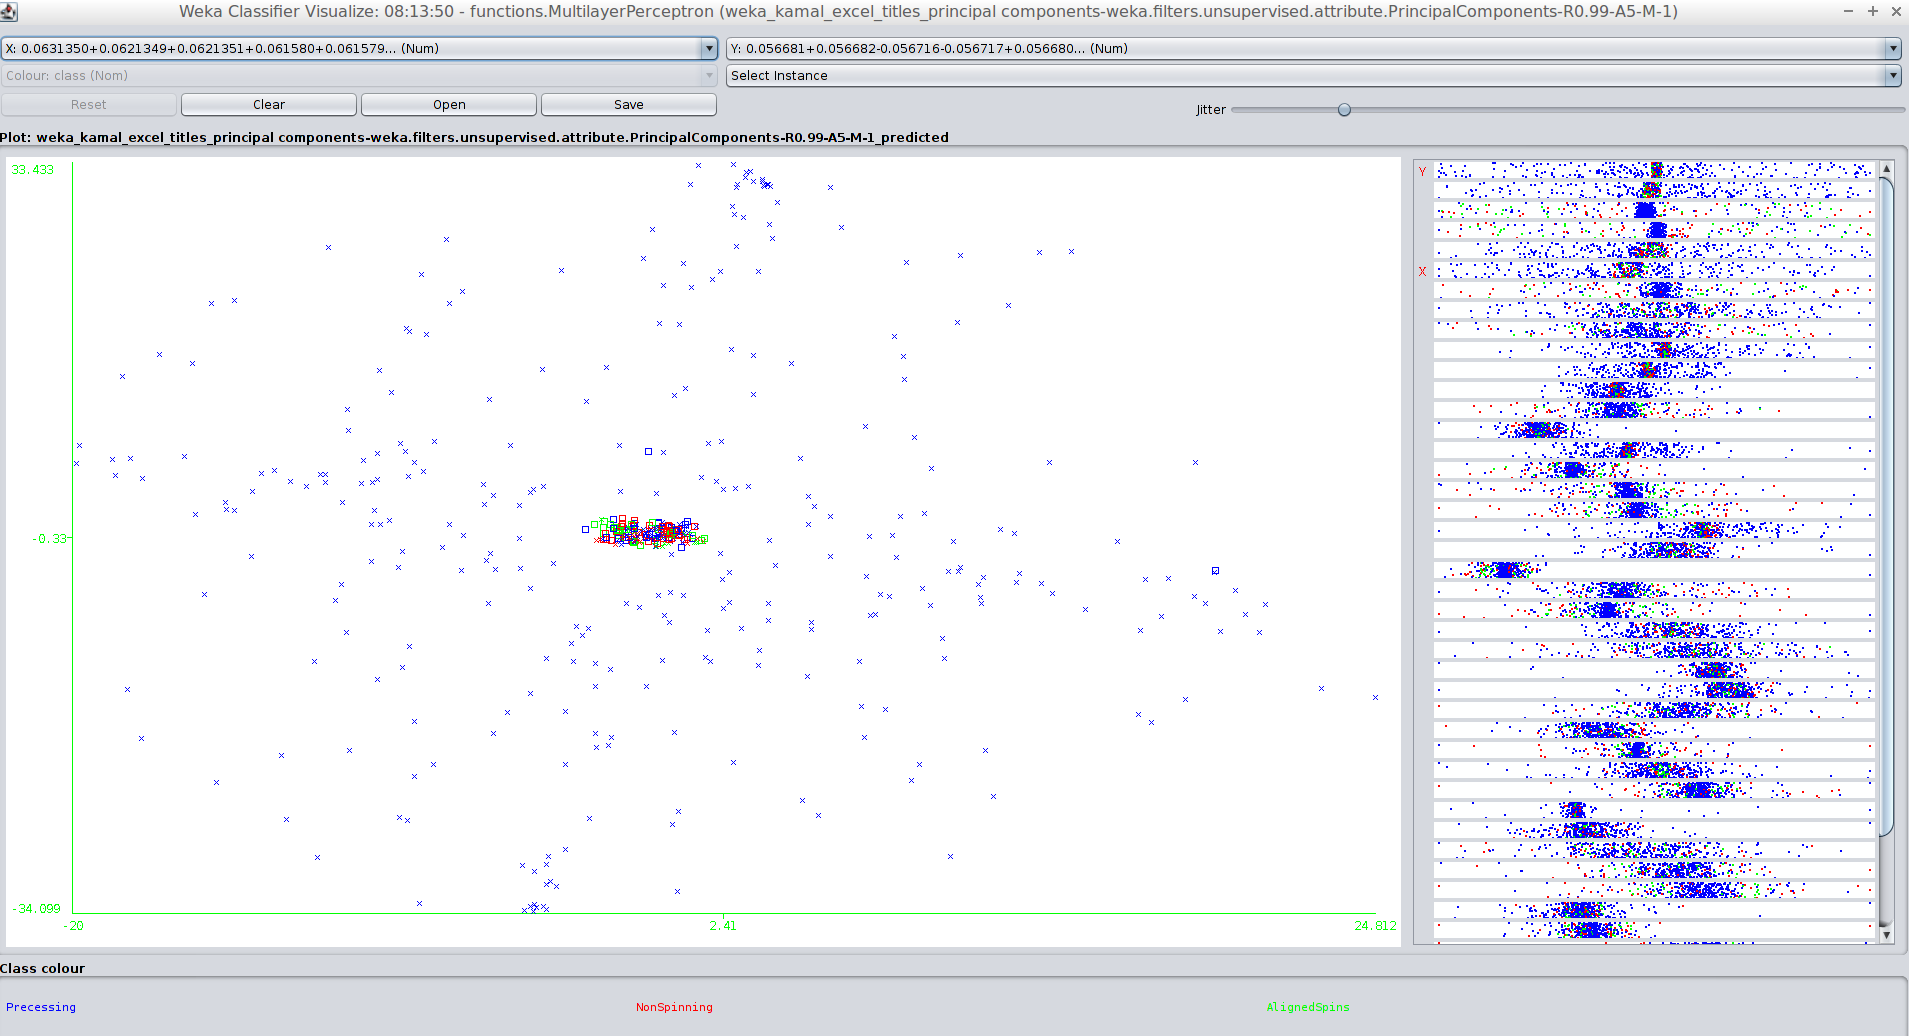 Weka Classifier Visualize: 08:13:50 - functions.MultilayerPerceptron (weka_kamal_excel_titles_principal components-weka.filters.unsupervised.attribute.PrincipalComponents-R0.99-A5-M-1)
X: 0.0631350+0.0621349+0.0621351+0.061580+0.061579... (Num)
Y: 0.056681+0.056682-0.056716-0.056717+0.056680... (Num)
Colour: class (Nom)
Select Instance
Reset
Clear
Open
Save
Jitter
Plot: weka_kamal_excel_titles_principal components-weka.filters.unsupervised.attribute.PrincipalComponents-R0.99-A5-M-1_predicted
33.433
-0.33
-34.099
-20
2.41
24.812
Y
X
Class colour
Precessing
NonSpinning
AlignedSpins